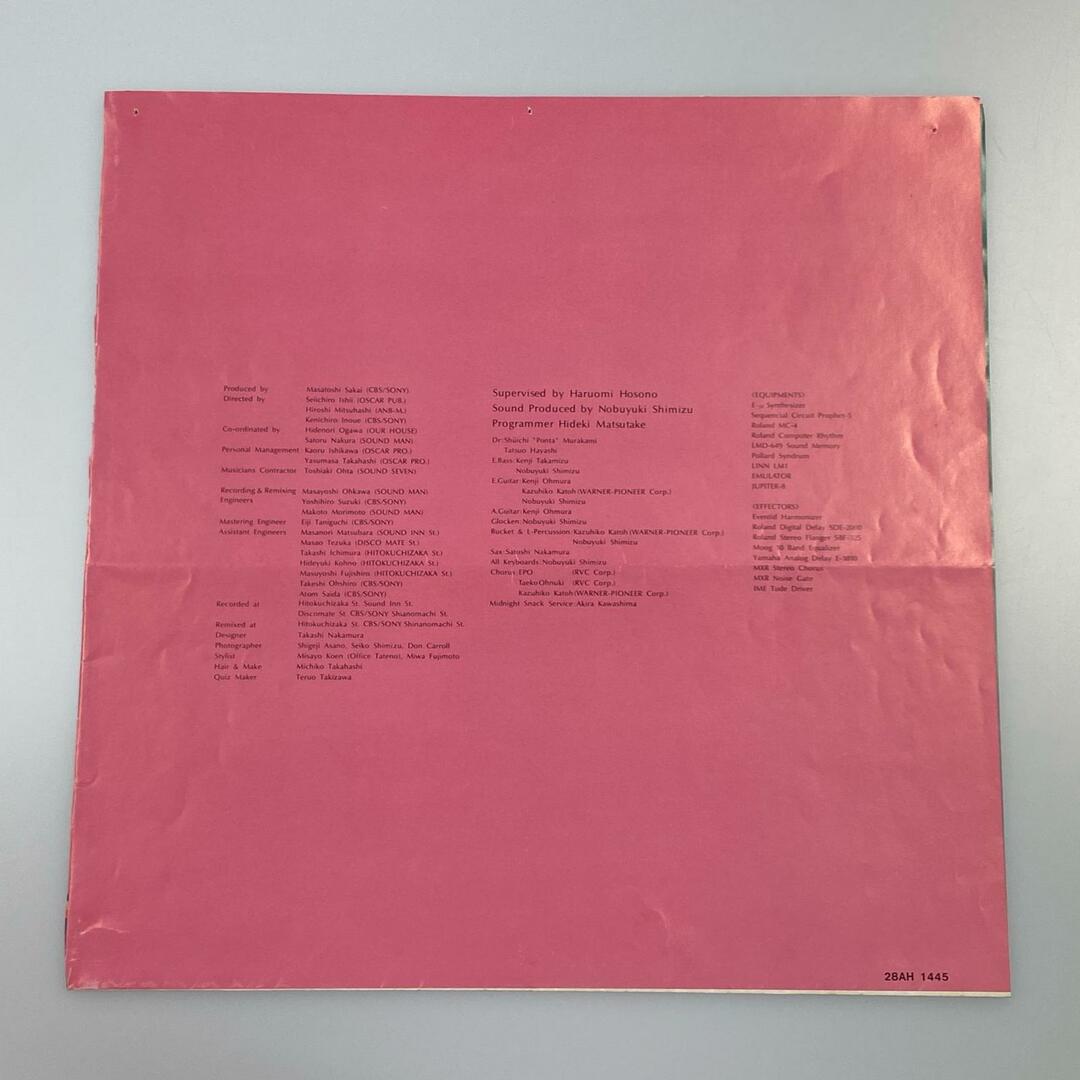 Produced by Masatoshi Sakai (CBS/SONY)
Directed by Seiichiro Ishii (OSCAR PUB.)
Hiroshi Mitsuhashi (ANB-M.)
Kenichiro Inoue (CBS/SONY)
Co-ordinated by Hidenori Ogawa (OUR HOUSE)
Satoru Nakura (SOUND MAN)
Personal Management Kaoru Ishikawa (OSCAR PRO.)
Yasumasa Takahashi (OSCAR PRO.)
Musicians Contractor Toshiaki Ohta (SOUND SEVEN)
Recording & Remixing Masayoshi Ohkawa (SOUND MAN)
Engineers Yoshihiro Suzuki (CBS/SONY)
Makoto Morimoto (SOUND MAN)
Mastering Engineer Eiji Taniguchi (CBS/SONY)
Assistant Engineers Masanori Matsubara (SOUND INN St.)
Masao Tezuka (DISCO MATE St.)
Takashi Ichimura (HITOKUCHIZAKA St.)
Hideyuki Kohno (HITOKUCHIZAKA St.)
Masuyoshi Fujishiro (HITOKUCHIZAKA St.)
Takeshi Ohshiro (CBS/SONY)
Atom Saida (CBS/SONY)
Recorded at Hitokuchizaka St. Sound Inn St.
Discomate St. CBS/SONY Shianomachi St.
Remixed at Hitokuchizaka St. CBS/SONY Shinanomachi St.
Designer Takashi Nakamura
Photographer Shigeji Asano, Seiko Shimizu, Don Carroll
Stylist Misayo Koen (Office Tateno), Miwa Fujimoto
Hair & Make Michiko Takahashi
Quiz Maker Teruo Takizawa
Supervised by Haruomi Hosono
Sound Produced by Nobuyuki Shimizu
Programmer Hideki Matsutake
Dr:Shūichi "Ponta" Murakami
Tatsuo Hayashi
E.Bass:Kenji Takamizu
Nobuyuki Shimizu
E.Guitar:Kenji Ohmura
Kazuhiko Katoh(WARNER-PIONEER Corp.)
Nobuyuki Shimizu
A.Guitar:Kenji Ohmura
Glocken:Nobuyuki Shimizu
Bucket & L-Percussion:Kazuhiko Katoh(WARNER-PIONEER Corp.)
Nobuyuki Shimizu
Sax:Satoshi Nakamura
All Keyboards:Nobuyuki Shimizu
Chorus:EPO (RVC Corp.)
TaekoOhnuki (RVC Corp.)
Kazuhiko Katoh(WARNER-PIONEER Corp.)
Midnight Snack Service:Akira Kawashima
〈EQUIPMENTS〉
E-μ Synthesizer
Sequencial Circuit Prophet-5
Roland MC-4
Roland Computer Rhythm
LMD-649 Sound Memory
Pollard Syndrum
LINN LM1
EMULATOR
JUPITER-8
〈EFFECTORS〉
Eventid Harmonizer
Roland Digital Delay SDE-2000
Roland Stereo Flanger SBF-325
Moog 10 Band Equalizer
Yamaha Analog Delay
MXR Stereo Chorus
MXR Noise Gate
IME Tude Driver
28AH 1445